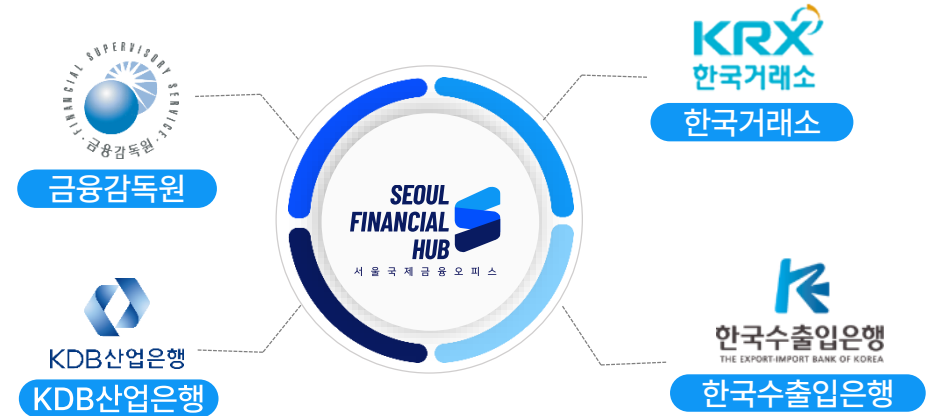 FINANCIAL SUPERVISORY SERVICE
금융감독원
금융감독원
KRX
한국거래소
한국거래소
SEOUL
FINANCIAL
HUB
서울국제금융오피스
KDB산업은행
KDB산업은행
한국수출입은행
THE EXPORT-IMPORT BANK OF KOREA
한국수출입은행